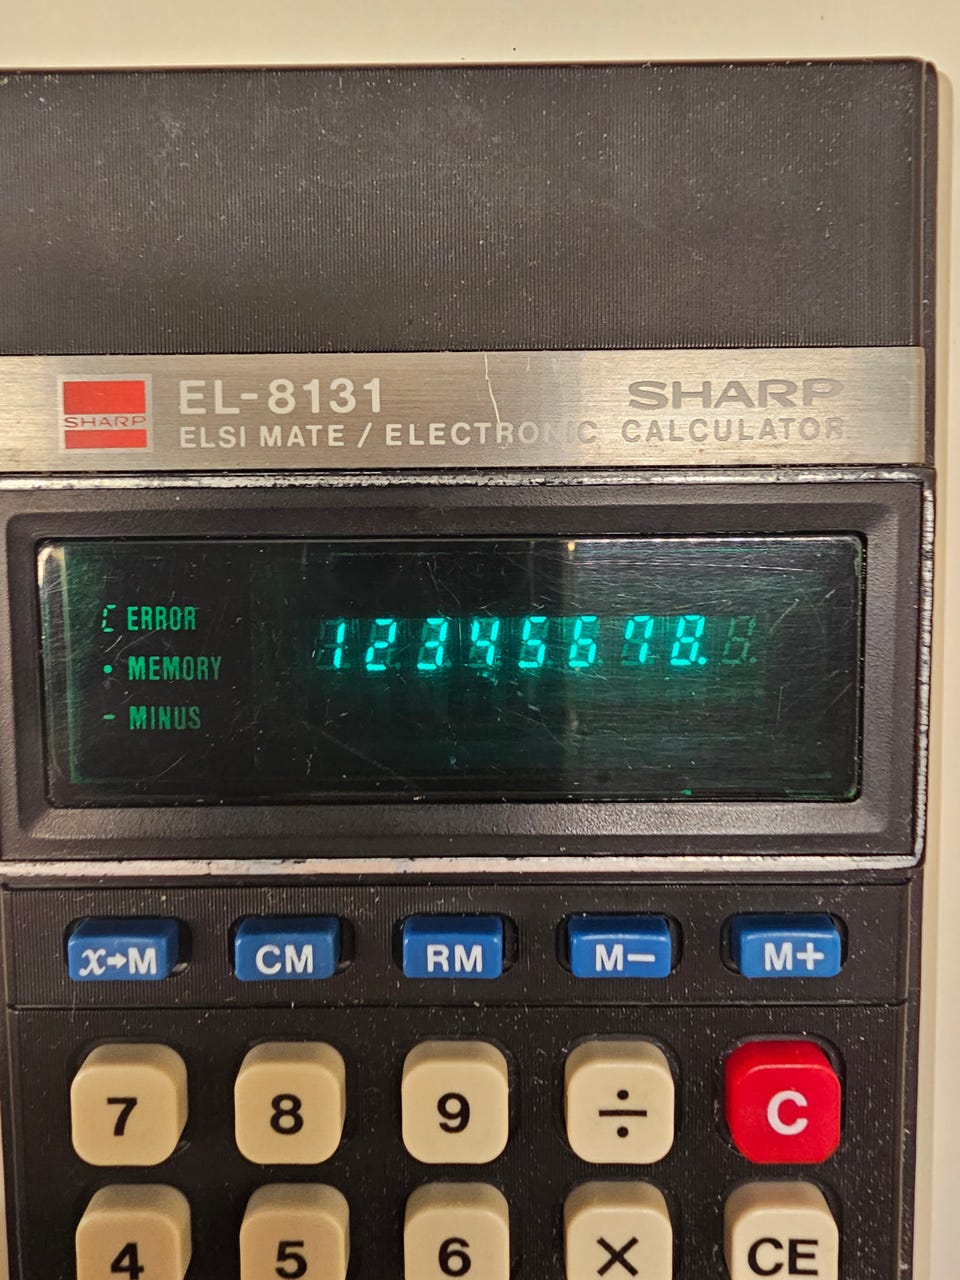 EL-8131 SHARP
SHARP ELSI MATE / ELECTRONIC CALCULATOR
[ ERROR
• MEMORY
- MINUS
12345678.
x→M CM RM M− M+
7 8 9 ÷ C
4 5 6 × CE